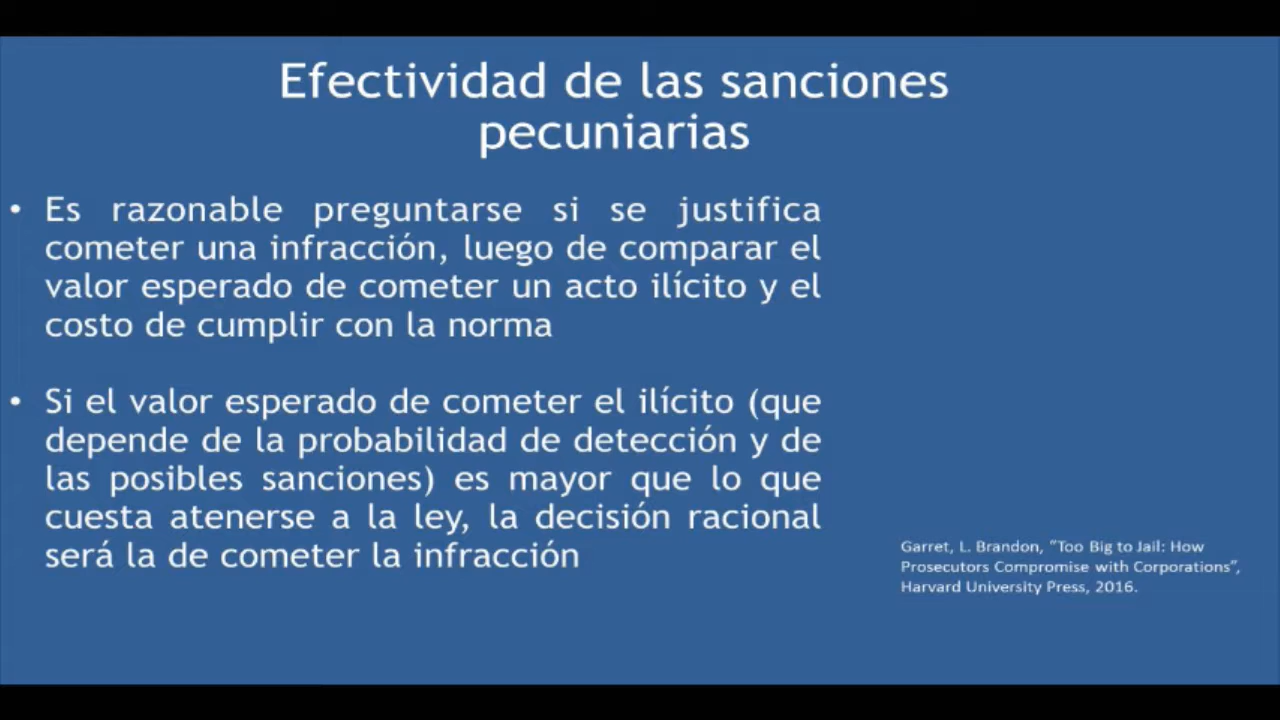 Efectividad de las sanciones
pecuniarias
• Es razonable preguntarse si se justifica
cometer una infracción, luego de comparar el
valor esperado de cometer un acto ilícito y el
costo de cumplir con la norma
• Si el valor esperado de cometer el ilícito (que
depende de la probabilidad de detección y de
las posibles sanciones) es mayor que lo que
cuesta atenerse a la ley, la decisión racional
será la de cometer la infracción
Garret, L. Brandon, “Too Big to Jail: How
Prosecutors Compromise with Corporations”,
Harvard University Press, 2016.